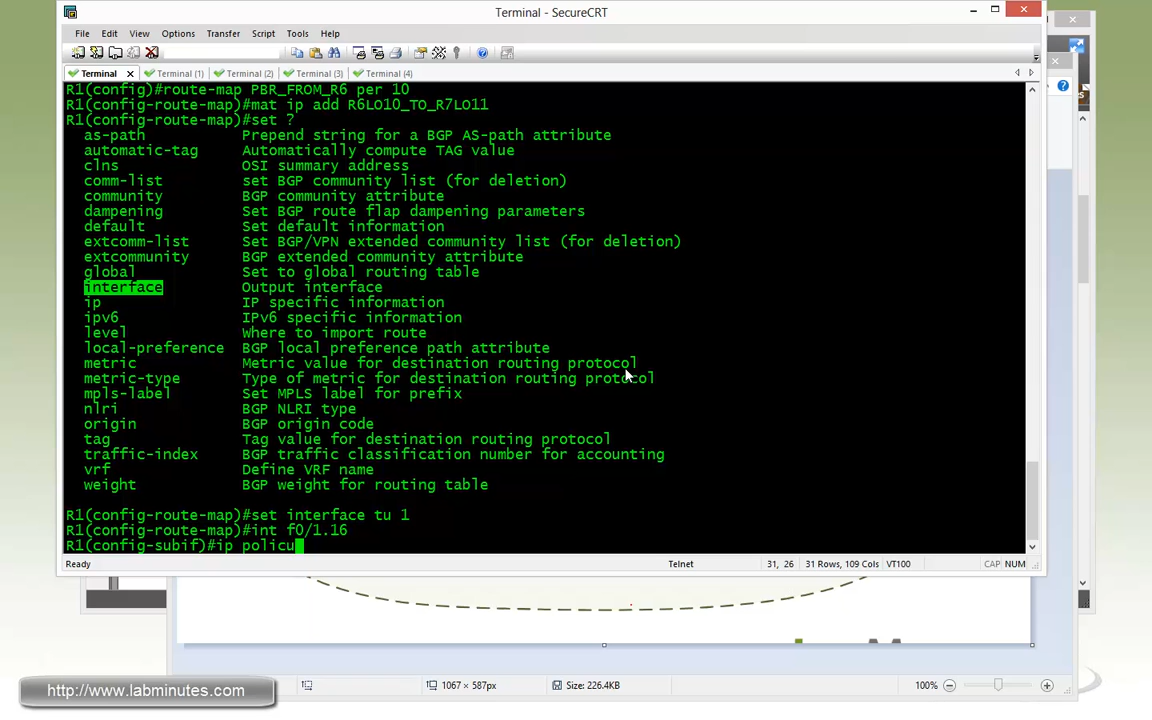 Terminal - SecureCRT
File Edit View Options Transfer Script Tools Help
Terminal Terminal (1) Terminal (2) Terminal (3) Terminal (4)
R1(config)#route-map PBR_FROM_R6 per 10
R1(config-route-map)#mat ip add R6LO10_TO_R7LO11
R1(config-route-map)#set ?
as-path Prepend string for a BGP AS-path attribute
automatic-tag Automatically compute TAG value
clns OSI summary address
comm-list set BGP community list (for deletion)
community BGP community attribute
dampening Set BGP route flap dampening parameters
default Set default information
extcomm-list Set BGP/VPN extended community list (for deletion)
extcommunity BGP extended community attribute
global Set to global routing table
interface Output interface
ip IP specific information
ipv6 IPv6 specific information
level Where to import route
local-preference BGP local preference path attribute
metric Metric value for destination routing protocol
metric-type Type of metric for destination routing protocol
mpls-label Set MPLS label for prefix
nlri BGP NLRI type
origin BGP origin code
tag Tag value for destination routing protocol
traffic-index BGP traffic classification number for accounting
vrf Define VRF name
weight BGP weight for routing table
R1(config-route-map)#set interface tu 1
R1(config-route-map)#int f0/1.16
R1(config-subif)#ip policu
Ready Telnet 31, 26 31 Rows, 109 Cols VT100 CAP NUM
1067 × 587px Size: 226.4KB 100%
http://www.labminutes.com